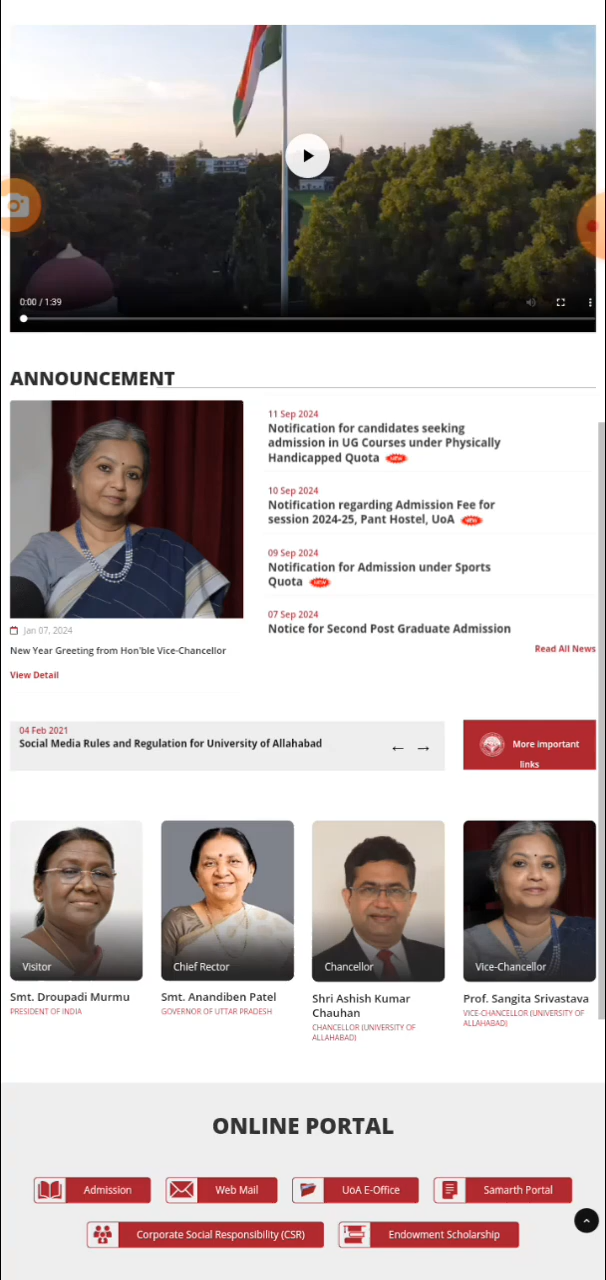 0:00 / 1:39
ANNOUNCEMENT
Jan 07, 2024
New Year Greeting from Hon'ble Vice-Chancellor
View Detail
11 Sep 2024
Notification for candidates seeking
admission in UG Courses under Physically
Handicapped Quota NEW
10 Sep 2024
Notification regarding Admission Fee for
session 2024-25, Pant Hostel, UoA NEW
09 Sep 2024
Notification for Admission under Sports
Quota NEW
07 Sep 2024
Notice for Second Post Graduate Admission
Read All News
04 Feb 2021
Social Media Rules and Regulation for University of Allahabad
← →
More important
links
Visitor
Smt. Droupadi Murmu
PRESIDENT OF INDIA
Chief Rector
Smt. Anandiben Patel
GOVERNOR OF UTTAR PRADESH
Chancellor
Shri Ashish Kumar
Chauhan
CHANCELLOR (UNIVERSITY OF
ALLAHABAD)
Vice-Chancellor
Prof. Sangita Srivastava
VICE-CHANCELLOR (UNIVERSITY OF
ALLAHABAD)
ONLINE PORTAL
Admission
Web Mail
UoA E-Office
Samarth Portal
Corporate Social Responsibility (CSR)
Endowment Scholarship